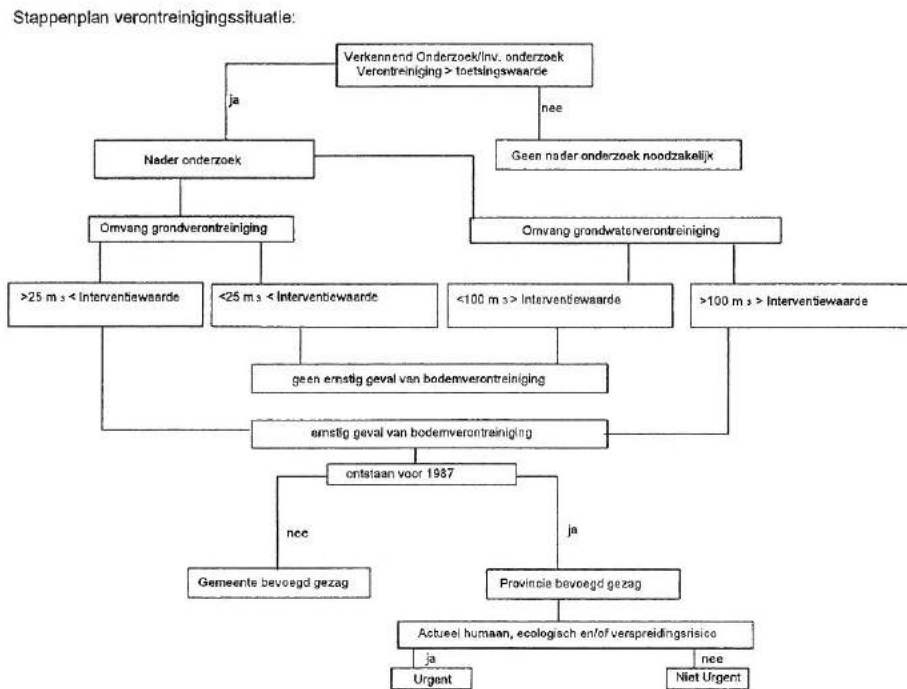 Stappenplan verontreinigingssituatie:
Verkennend Onderzoek/Inv. onderzoek
Verontreiniging > toetsingswaarde
ja
nee
Nader onderzoek
Geen nader onderzoek noodzakelijk
Omvang grondverontreiniging
Omvang grondwaterverontreiniging
>25 m 3 < Interventiewaarde
<25 m 3 < Interventiewaarde
<100 m 3 > Interventiewaarde
>100 m 3 > Interventiewaarde
geen ernstig geval van bodemverontreiniging
ernstig geval van bodemverontreiniging
ontstaan voor 1987
nee
ja
Gemeente bevoegd gezag
Provincie bevoegd gezag
Actueel humaan, ecologisch en/of verspreidingsrisico
ja
nee
Urgent
Niet Urgent